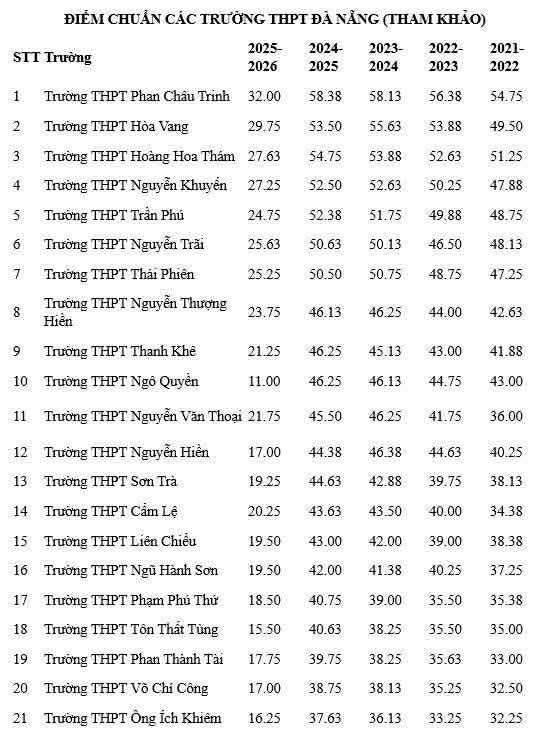 ĐIỂM CHUẨN CÁC TRƯỜNG THPT ĐÀ NẴNG (THAM KHẢO)
STT Trường 2025-2026 2024-2025 2023-2024 2022-2023 2021-2022
1 Trường THPT Phan Châu Trinh 32.00 58.38 58.13 56.38 54.75
2 Trường THPT Hòa Vang 29.75 53.50 55.63 53.88 49.50
3 Trường THPT Hoàng Hoa Thám 27.63 54.75 53.88 52.63 51.25
4 Trường THPT Nguyễn Khuyến 27.25 52.50 52.63 50.25 47.88
5 Trường THPT Trần Phú 24.75 52.38 51.75 49.88 48.75
6 Trường THPT Nguyễn Trãi 25.63 50.63 50.13 46.50 48.13
7 Trường THPT Thái Phiên 25.25 50.50 50.75 48.75 47.25
8 Trường THPT Nguyễn Thượng Hiền 23.75 46.13 46.25 44.00 42.63
9 Trường THPT Thanh Khê 21.25 46.25 45.13 43.00 41.88
10 Trường THPT Ngô Quyền 11.00 46.25 46.13 44.75 43.00
11 Trường THPT Nguyễn Văn Thoại 21.75 45.50 46.25 41.75 36.00
12 Trường THPT Nguyễn Hiền 17.00 44.38 46.38 44.63 40.25
13 Trường THPT Sơn Trà 19.25 44.63 42.88 39.75 38.13
14 Trường THPT Cẩm Lệ 20.25 43.63 43.50 40.00 34.38
15 Trường THPT Liên Chiểu 19.50 43.00 42.00 39.00 38.38
16 Trường THPT Ngũ Hành Sơn 19.50 42.00 41.38 40.25 37.25
17 Trường THPT Phạm Phú Thứ 18.50 40.75 39.00 35.50 35.38
18 Trường THPT Tôn Thất Tùng 15.50 40.63 38.25 35.50 35.00
19 Trường THPT Phan Thành Tài 17.75 39.75 38.25 35.63 33.00
20 Trường THPT Võ Chí Công 17.00 38.75 38.13 35.25 32.50
21 Trường THPT Ông Ích Khiêm 16.25 37.63 36.13 33.25 32.25